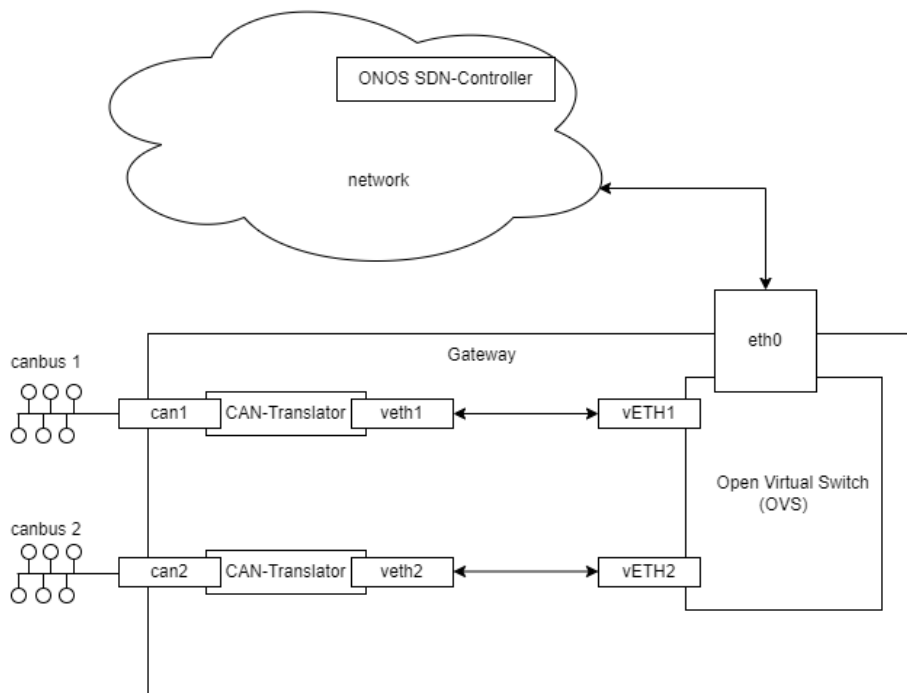 ONOS SDN-Controller
network
eth0
Gateway
canbus 1
can1
CAN-Translator
veth1
vETH1
Open Virtual Switch
(OVS)
canbus 2
can2
CAN-Translator
veth2
vETH2